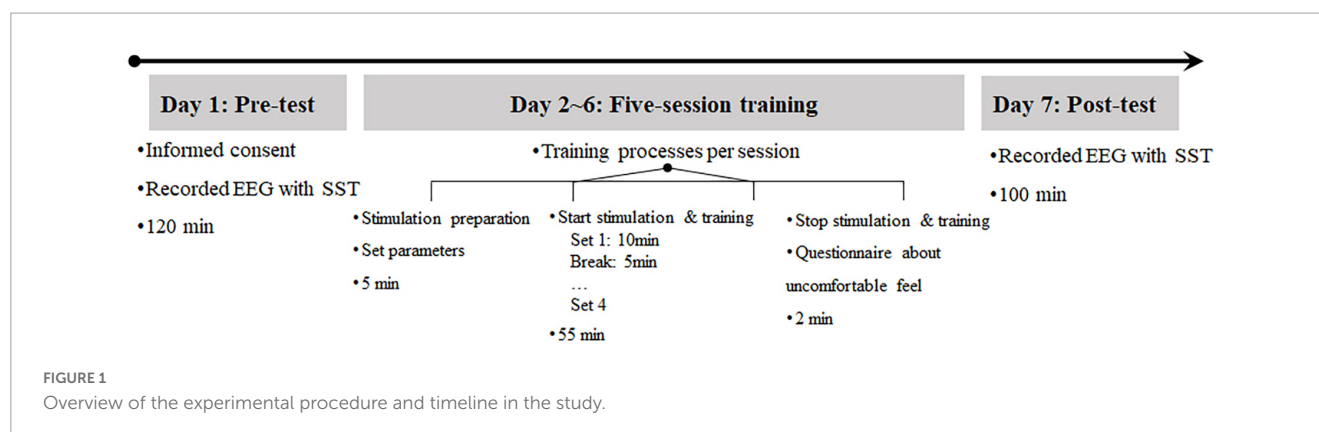 Day 1: Pre-test
•Informed consent
•Recorded EEG with SST
•120 min
Day 2~6: Five-session training
•Training processes per session
•Stimulation preparation
•Set parameters
•5 min
•Start stimulation & training
Set 1: 10min
Break: 5min
…
Set 4
•55 min
•Stop stimulation & training
•Questionnaire about
uncomfortable feel
•2 min
Day 7: Post-test
•Recorded EEG with SST
•100 min
FIGURE 1
Overview of the experimental procedure and timeline in the study.